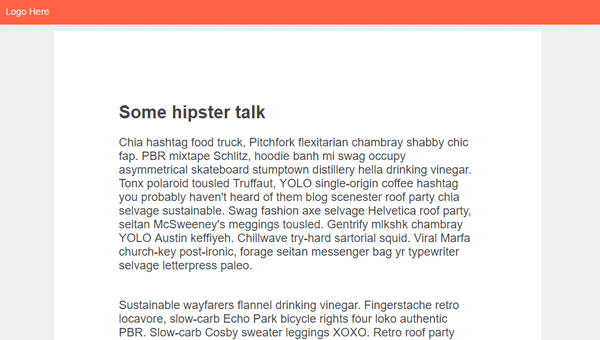 Logo Here
Some hipster talk
Chia hashtag food truck, Pitchfork flexitarian chambray shabby chic
fap. PBR mixtape Schlitz, hoodie banh mi swag occupy
asymmetrical skateboard stumptown distillery hella drinking vinegar.
Tonx polaroid tousled Truffaut, YOLO single-origin coffee hashtag
you probably haven't heard of them blog scenester roof party chia
selvage sustainable. Swag fashion axe selvage Helvetica roof party,
seitan McSweeney's meggings tousled. Gentrify mlkshk chambray
YOLO Austin keffiyeh. Chillwave try-hard sartorial squid. Viral Marfa
church-key post-ironic, forage seitan messenger bag yr typewriter
selvage letterpress paleo.
Sustainable wayfarers flannel drinking vinegar. Fingerstache retro
locavore, slow-carb Echo Park bicycle rights four loko authentic
PBR. Slow-carb Cosby sweater leggings XOXO. Retro roof party